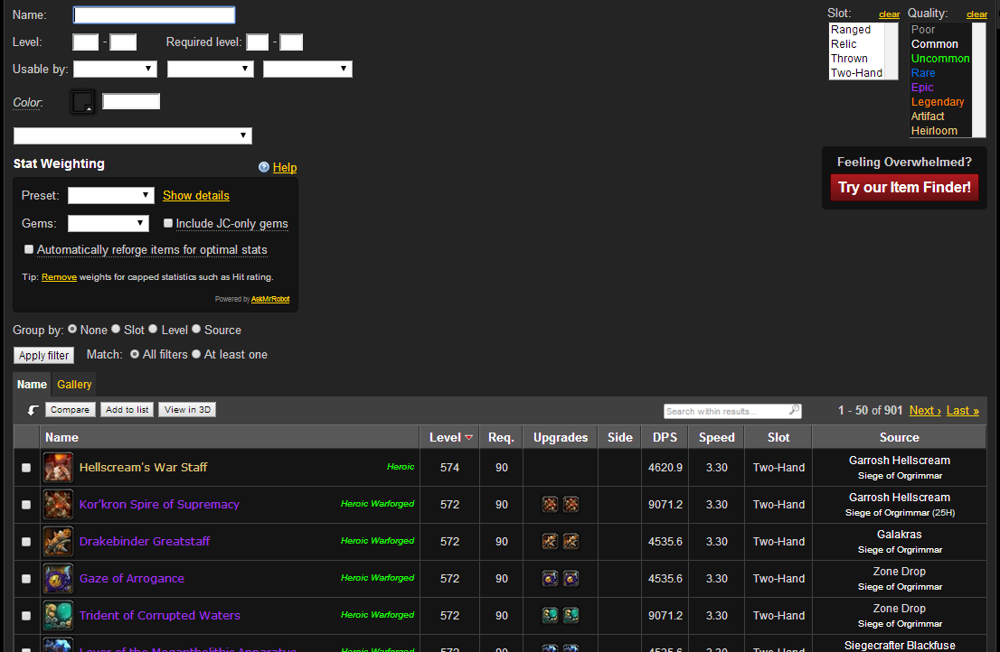 Name:
Slot: clear Quality: clear
Ranged
Relic
Thrown
Two-Hand
Poor
Common
Uncommon
Rare
Epic
Legendary
Artifact
Heirloom
Level: - Required level: -
Usable by:
Color:
Feeling Overwhelmed?
Try our Item Finder!
Stat Weighting
Help
Preset: Show details
Gems: Include JC-only gems
Automatically reforge items for optimal stats
Tip: Remove weights for capped statistics such as Hit rating.
Powered by AskMrRobot
Group by: None Slot Level Source
Apply filter Match: All filters At least one
Name Gallery
Compare Add to list View in 3D Search within results... 1 - 50 of 901 Next › Last »
Name Level Req. Upgrades Side DPS Speed Slot Source
Hellscream's War Staff Heroic 574 90 4620.9 3.30 Two-Hand Garrosh Hellscream
Siege of Orgrimmar
Kor'kron Spire of Supremacy Heroic Warforged 572 90 9071.2 3.30 Two-Hand Garrosh Hellscream
Siege of Orgrimmar (25H)
Drakebinder Greatstaff Heroic Warforged 572 90 4535.6 3.30 Two-Hand Galakras
Siege of Orgrimmar
Gaze of Arrogance Heroic Warforged 572 90 4535.6 3.30 Two-Hand Zone Drop
Siege of Orgrimmar
Trident of Corrupted Waters Heroic Warforged 572 90 9071.2 3.30 Two-Hand Zone Drop
Siege of Orgrimmar
Lever of the Megantholithic Apparatus Heroic Warforged 572 90 4535.6 3.30 Two-Hand Siegecrafter Blackfuse